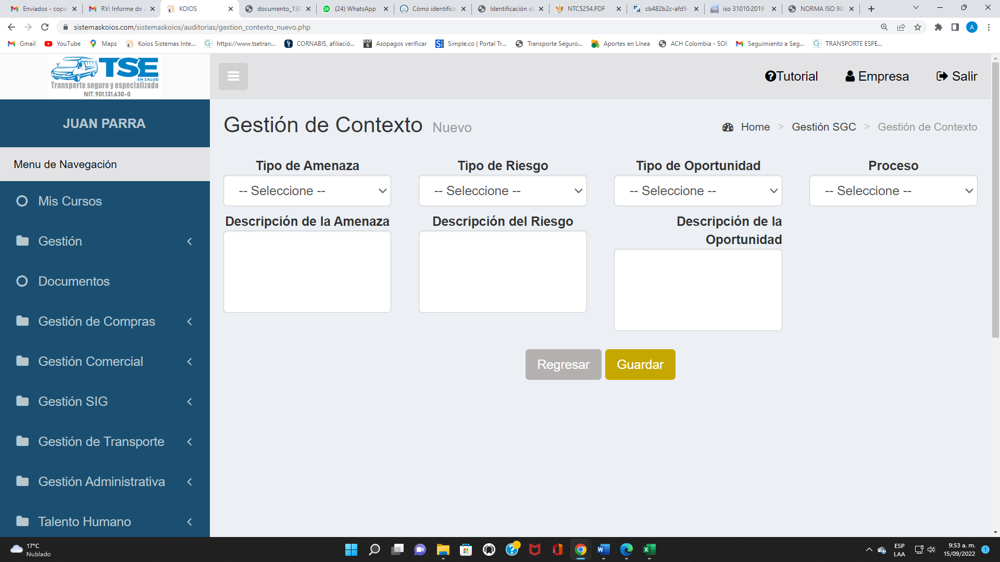 Enviados - copa
RV: Informe de
KOIOS
documento_136
(24) WhatsApp
Cómo identifica
Identificación de
NTC5254.PDF
cb482b2c-afd9-
iso 31010:2019
NORMA ISO 90
sistemaskoios.com/sistemaskoios/auditorias/gestion_contexto_nuevo.php
A
Gmail
YouTube
Maps
Koios Sistemas Inte...
https://www.tsetran...
CORNABIS, afiliació...
Asopagos verificar
Simple.co | Portal Tr...
Transporte Seguro...
Aportes en Línea
ACH Colombia - SOI
Seguimiento a Seg...
TRANSPORTE ESPE...
TSE
EN SALUD
Transporte seguro y especializado
NIT. 901.131.630-0
Tutorial
Empresa
Salir
JUAN PARRA
Menu de Navegación
Mis Cursos
Gestión
Documentos
Gestión de Compras
Gestión Comercial
Gestión SIG
Gestión de Transporte
Gestión Administrativa
Talento Humano
Gestión de Contexto Nuevo
Home > Gestión SGC > Gestión de Contexto
Tipo de Amenaza
-- Seleccione --
Tipo de Riesgo
-- Seleccione --
Tipo de Oportunidad
-- Seleccione --
Proceso
-- Seleccione --
Descripción de la Amenaza
Descripción del Riesgo
Descripción de la
Oportunidad
Regresar
Guardar
17°C
Nublado
ESP
LAA
9:53 a. m.
15/09/2022
1